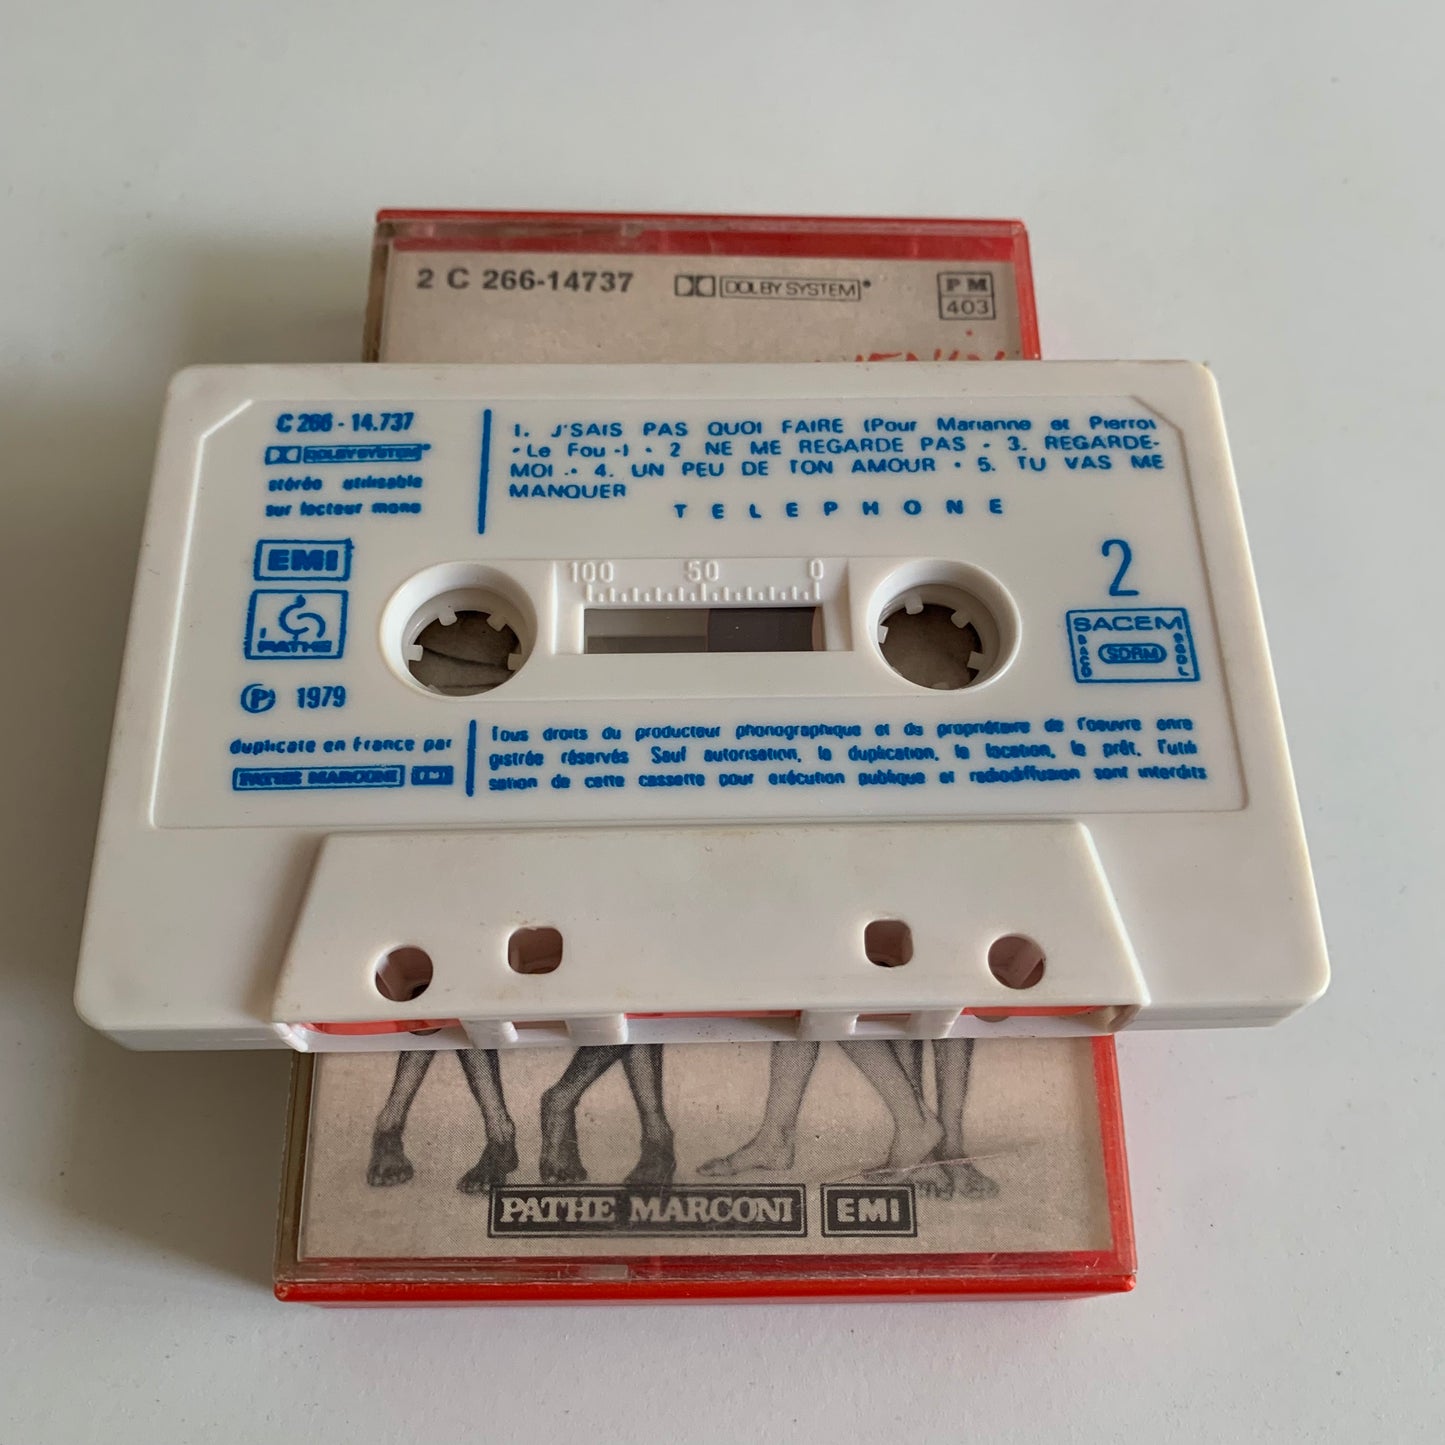 2 C 266-14737 DOLBY SYSTEM PM 403
C 266 - 14.737
DOLBY SYSTEM
stéréo utilisable
sur lecteur mono
EMI
PATHE
P 1979
duplicate en France par
PATHE MARCONI EMI
1. J'SAIS PAS QUOI FAIRE (Pour Marianne et Pierrot
"Le Fou") • 2 NE ME REGARDE PAS • 3. REGARDE-
MOI • 4. UN PEU DE TON AMOUR • 5. TU VAS ME
MANQUER
TELEPHONE
100 50 0
2
SACEM
SDRM
Tous droits du producteur phonographique et du propriétaire de l'oeuvre enre
gistrée réservés Sauf autorisation, la duplication, la location, le prêt, l'utili
sation de cette cassette pour exécution publique et radiodiffusion sont interdits
PATHE MARCONI EMI